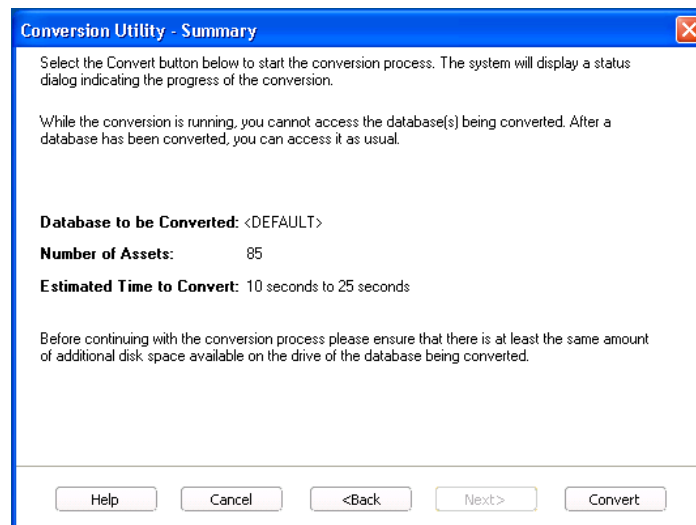 Conversion Utility - Summary
Select the Convert button below to start the conversion process. The system will display a status
dialog indicating the progress of the conversion.
While the conversion is running, you cannot access the database(s) being converted. After a
database has been converted, you can access it as usual.
Database to be Converted: <DEFAULT>
Number of Assets: 85
Estimated Time to Convert: 10 seconds to 25 seconds
Before continuing with the conversion process please ensure that there is at least the same amount
of additional disk space available on the drive of the database being converted.
Help Cancel <Back Next> Convert